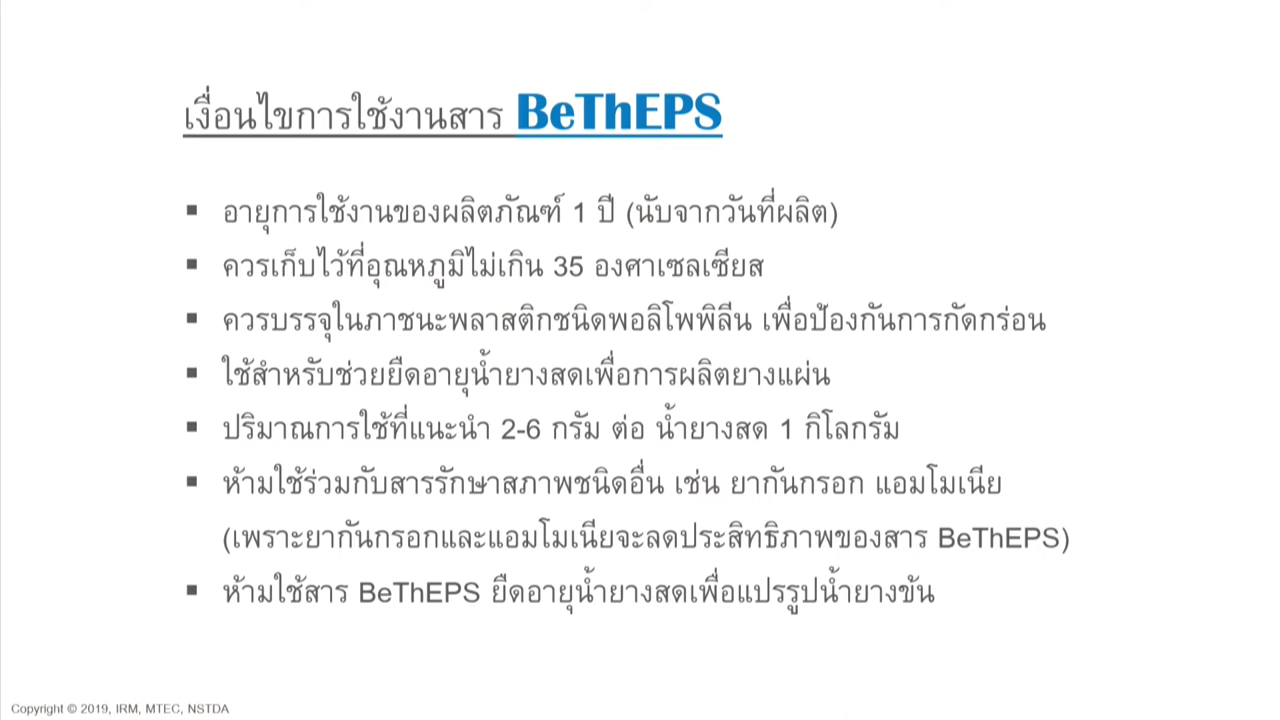 เงื่อนไขการใช้งานสาร BeThEPS
▪ อายุการใช้งานของผลิตภัณฑ์ 1 ปี (นับจากวันที่ผลิต)
▪ ควรเก็บไว้ที่อุณหภูมิไม่เกิน 35 องศาเซลเซียส
▪ ควรบรรจุในภาชนะพลาสติกชนิดพอลิโพพิลีน เพื่อป้องกันการกัดกร่อน
▪ ใช้สำหรับช่วยยืดอายุน้ำยางสดเพื่อการผลิตยางแผ่น
▪ ปริมาณการใช้ที่แนะนำ 2-6 กรัม ต่อ น้ำยางสด 1 กิโลกรัม
▪ ห้ามใช้ร่วมกับสารรักษาสภาพชนิดอื่น เช่น ยากันกรอก แอมโมเนีย
(เพราะยากันกรอกและแอมโมเนียจะลดประสิทธิภาพของสาร BeThEPS)
▪ ห้ามใช้สาร BeThEPS ยืดอายุน้ำยางสดเพื่อแปรรูปน้ำยางข้น
Copyright © 2019, IRM, MTEC, NSTDA